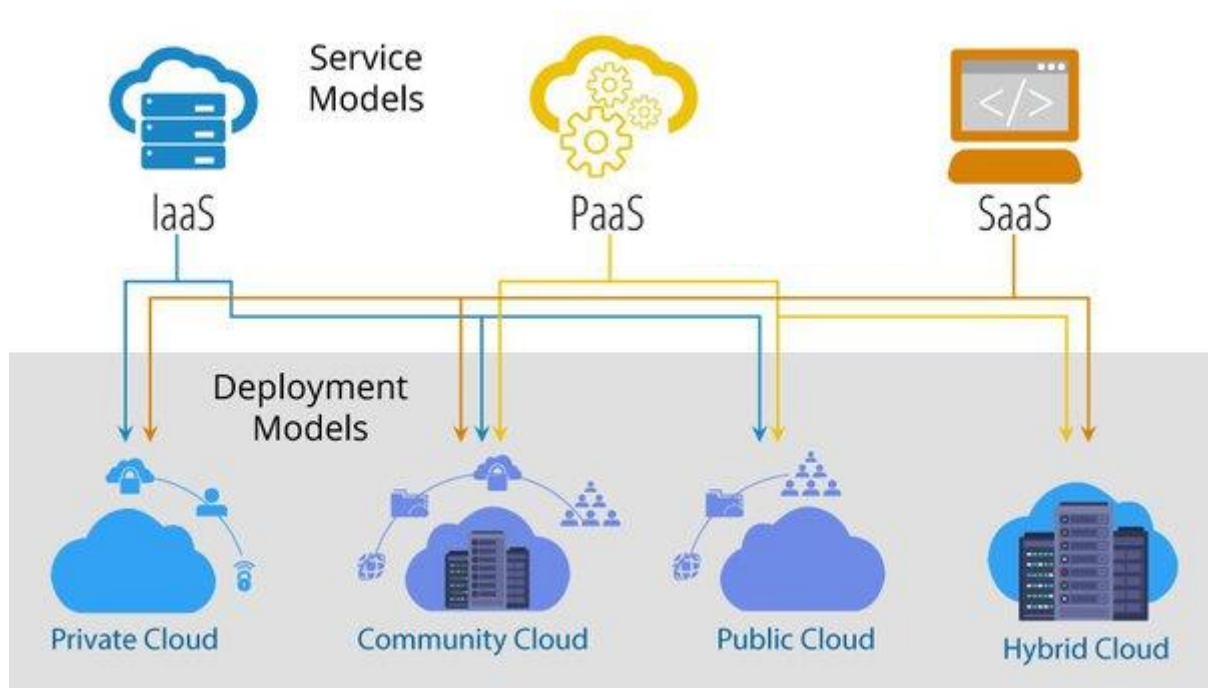 Service
Models
IaaS
PaaS
SaaS
Deployment
Models
Private Cloud
Community Cloud
Public Cloud
Hybrid Cloud